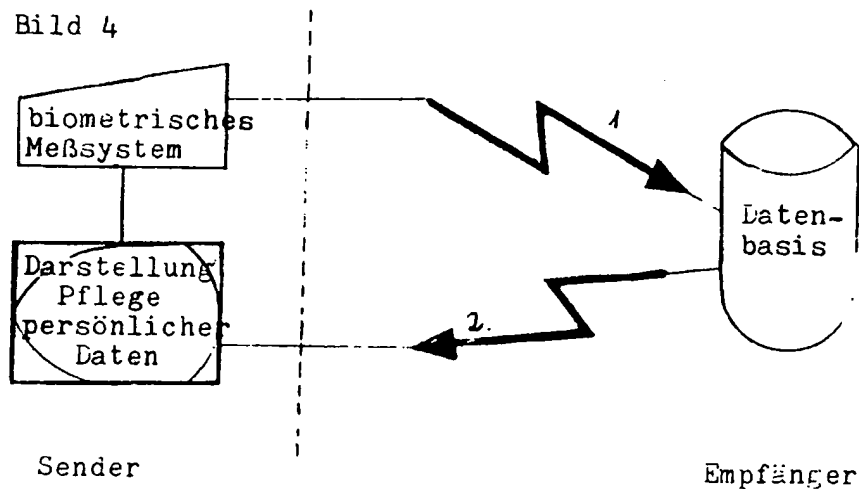 Bild 4
biometrisches
Meßsystem
1
Daten-
basis
Darstellung
Pflege
persönlicher
Daten
2.
Sender
Empfänger